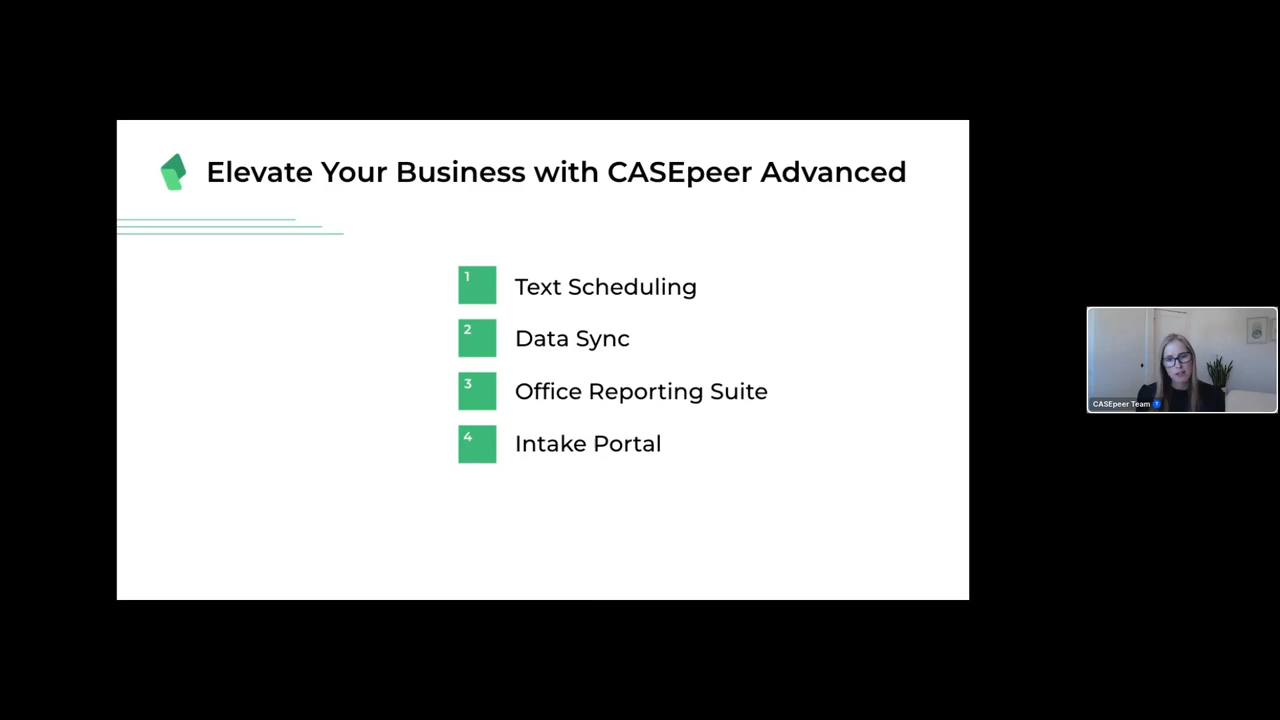 Elevate Your Business with CASEpeer Advanced
1
Text Scheduling
2
Data Sync
3
Office Reporting Suite
4
Intake Portal
CASEpeer Team T